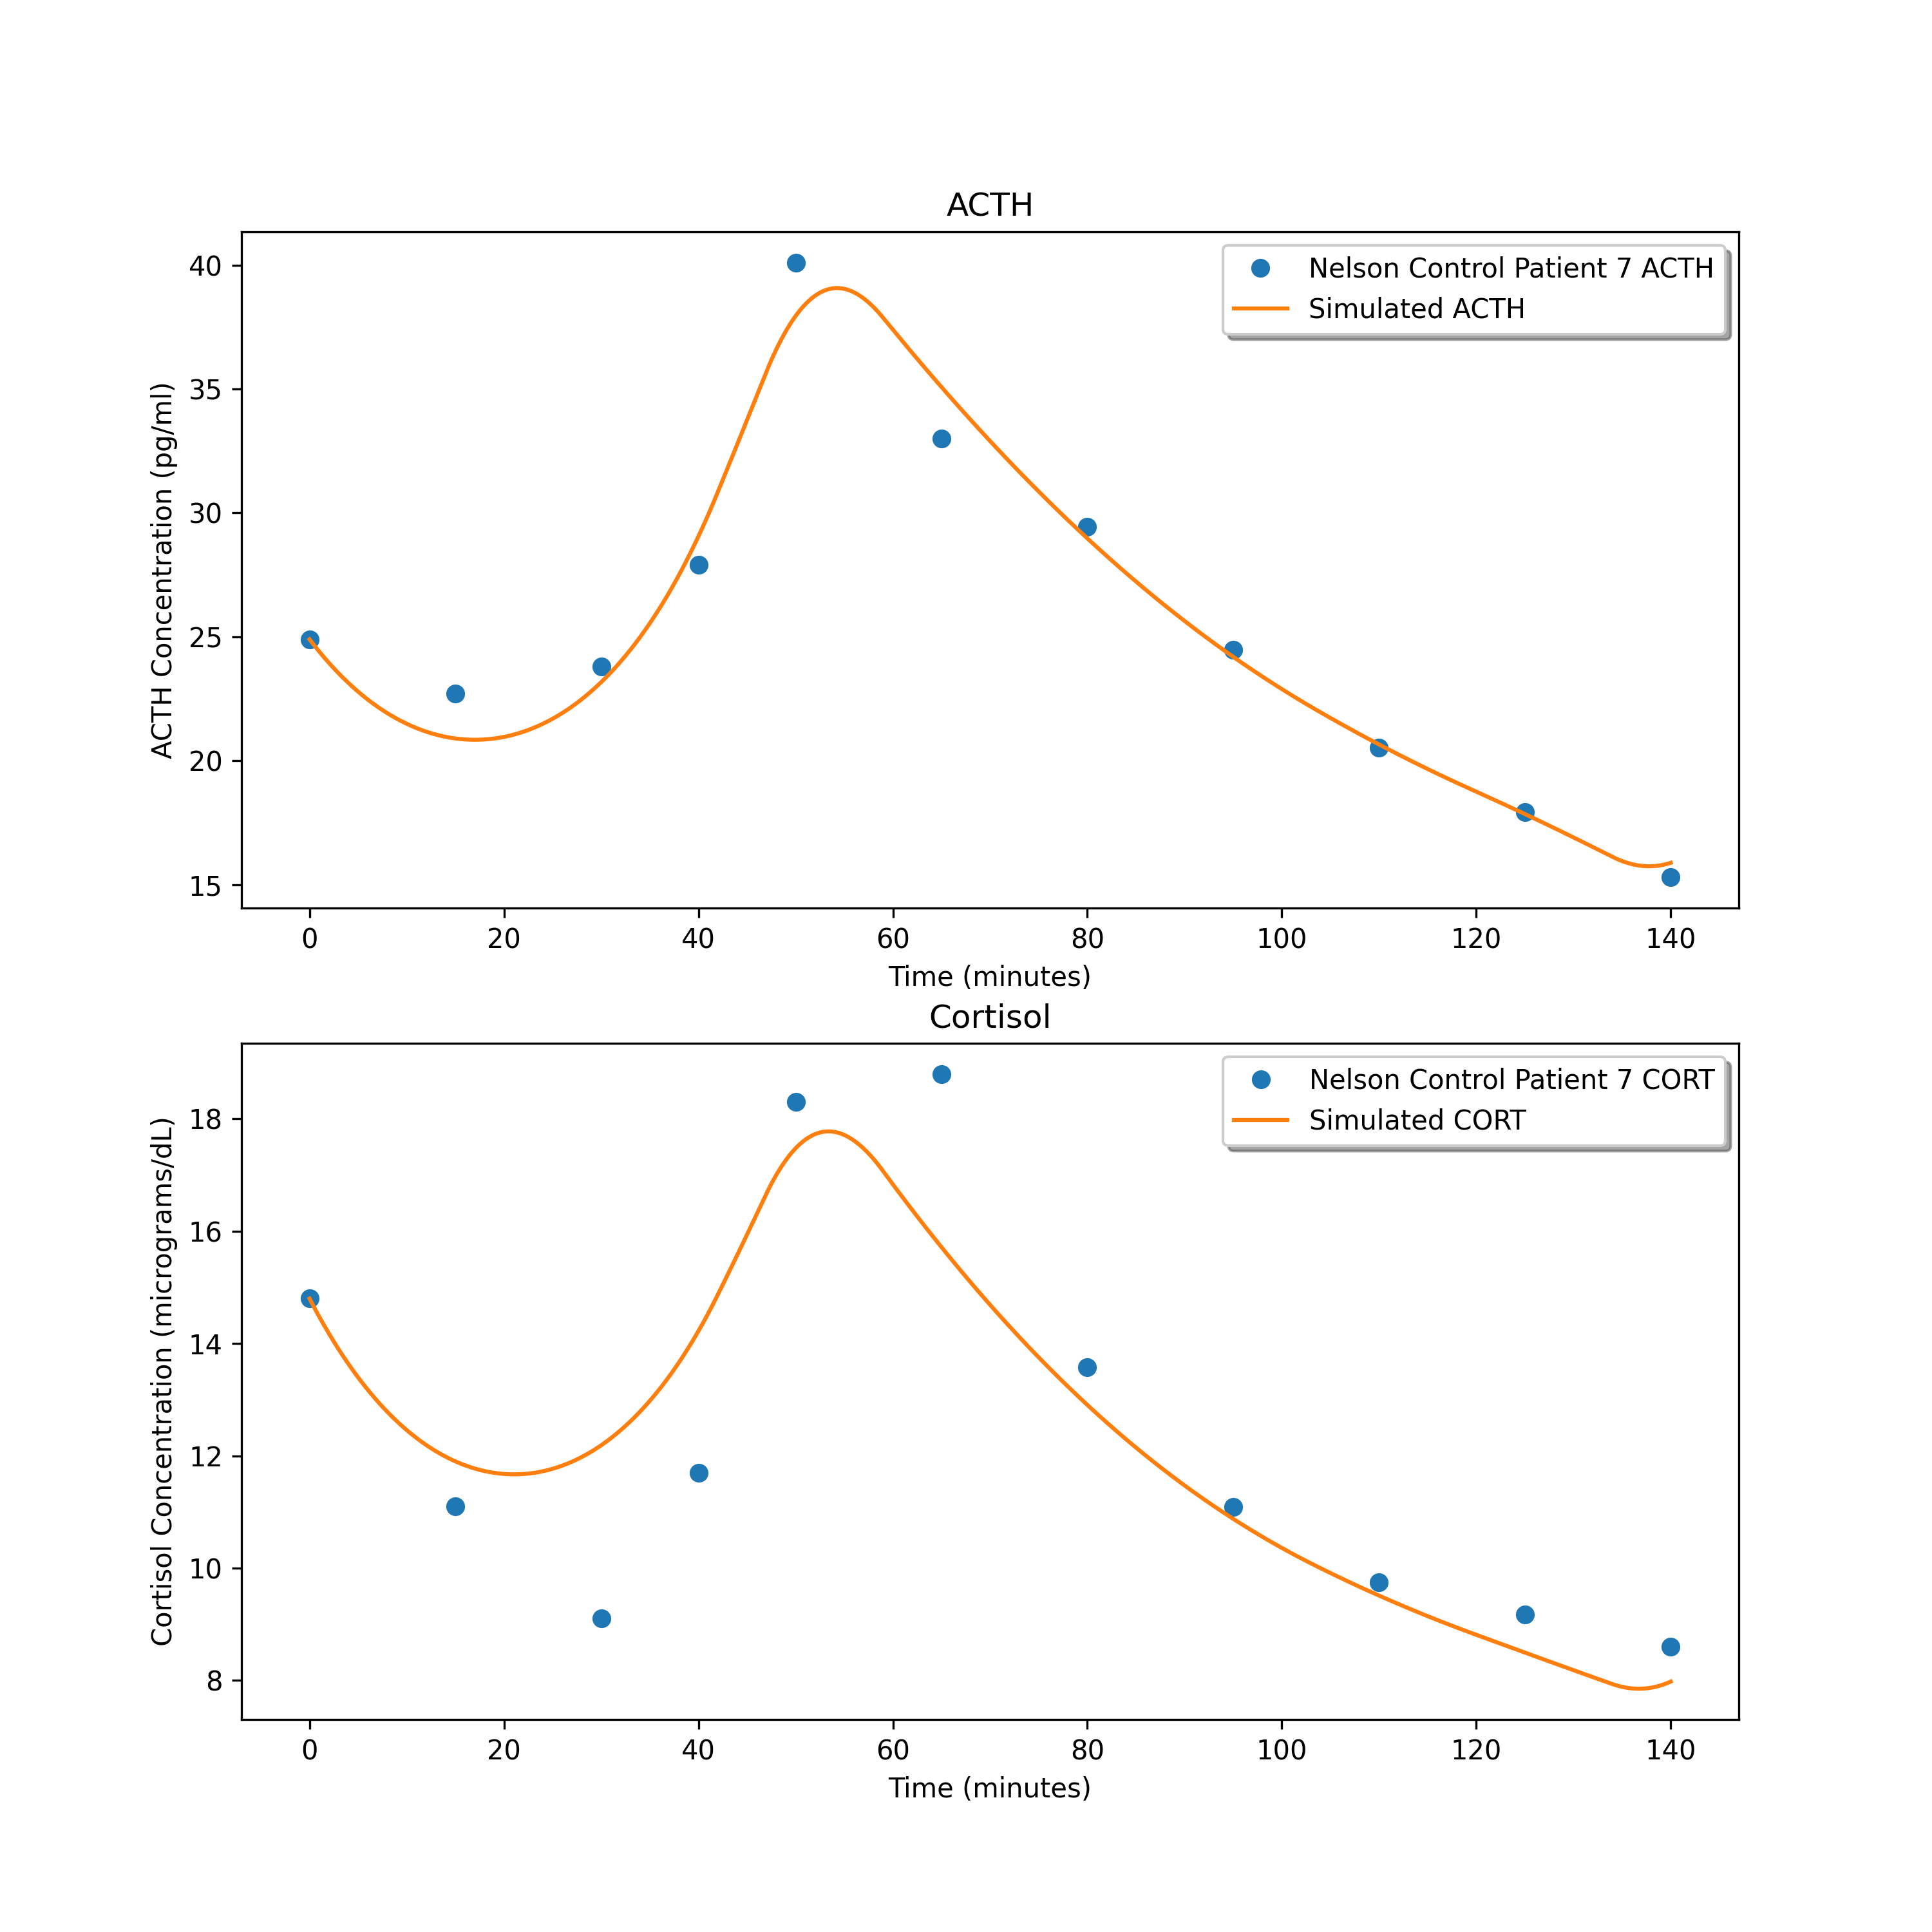 ACTH
Nelson Control Patient 7 ACTH
Simulated ACTH
ACTH Concentration (pg/ml)
40
35
30
25
20
15
0 20 40 60 80 100 120 140
Time (minutes)
Cortisol
Nelson Control Patient 7 CORT
Simulated CORT
Cortisol Concentration (micrograms/dL)
18
16
14
12
10
8
0 20 40 60 80 100 120 140
Time (minutes)